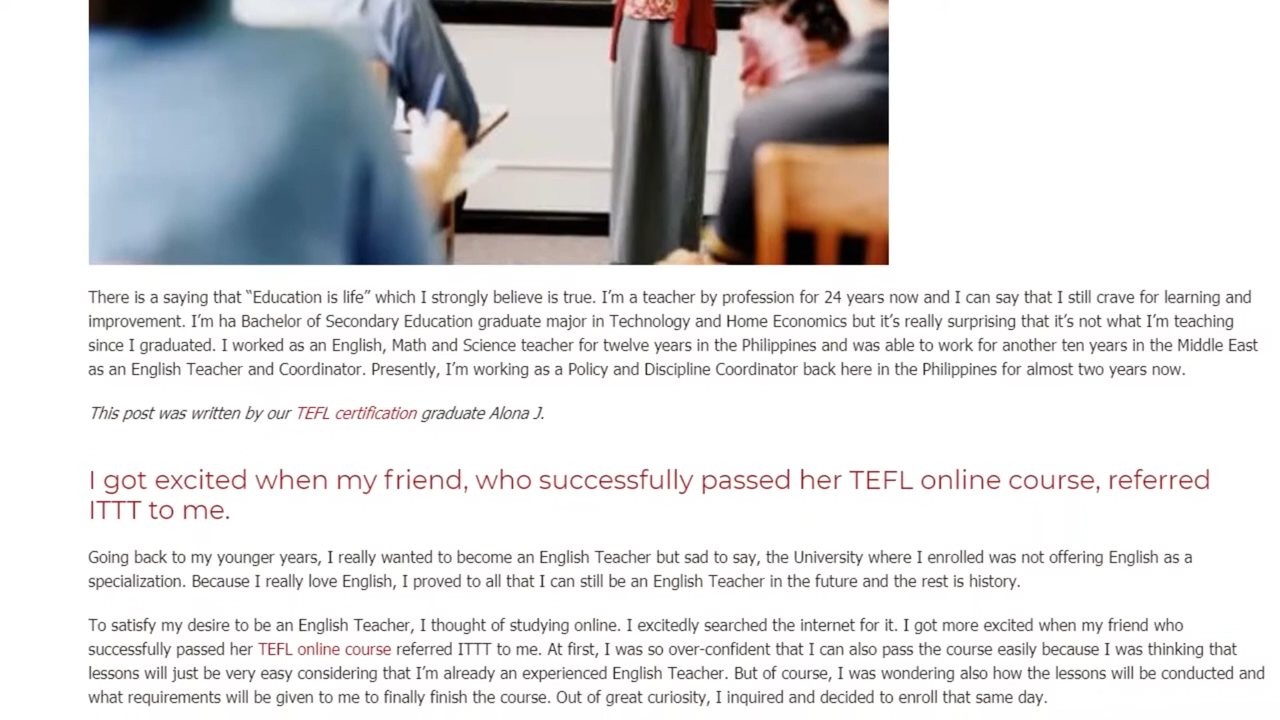 There is a saying that “Education is life” which I strongly believe is true. I’m a teacher by profession for 24 years now and I can say that I still crave for learning and
improvement. I’m ha Bachelor of Secondary Education graduate major in Technology and Home Economics but it’s really surprising that it’s not what I’m teaching
since I graduated. I worked as an English, Math and Science teacher for twelve years in the Philippines and was able to work for another ten years in the Middle East
as an English Teacher and Coordinator. Presently, I’m working as a Policy and Discipline Coordinator back here in the Philippines for almost two years now.
This post was written by our TEFL certification graduate Alona J.
I got excited when my friend, who successfully passed her TEFL online course, referred
ITTT to me.
Going back to my younger years, I really wanted to become an English Teacher but sad to say, the University where I enrolled was not offering English as a
specialization. Because I really love English, I proved to all that I can still be an English Teacher in the future and the rest is history.
To satisfy my desire to be an English Teacher, I thought of studying online. I excitedly searched the internet for it. I got more excited when my friend who
successfully passed her TEFL online course referred ITTT to me. At first, I was so over-confident that I can also pass the course easily because I was thinking that
lessons will just be very easy considering that I’m already an experienced English Teacher. But of course, I was wondering also how the lessons will be conducted and
what requirements will be given to me to finally finish the course. Out of great curiosity, I inquired and decided to enroll that same day.